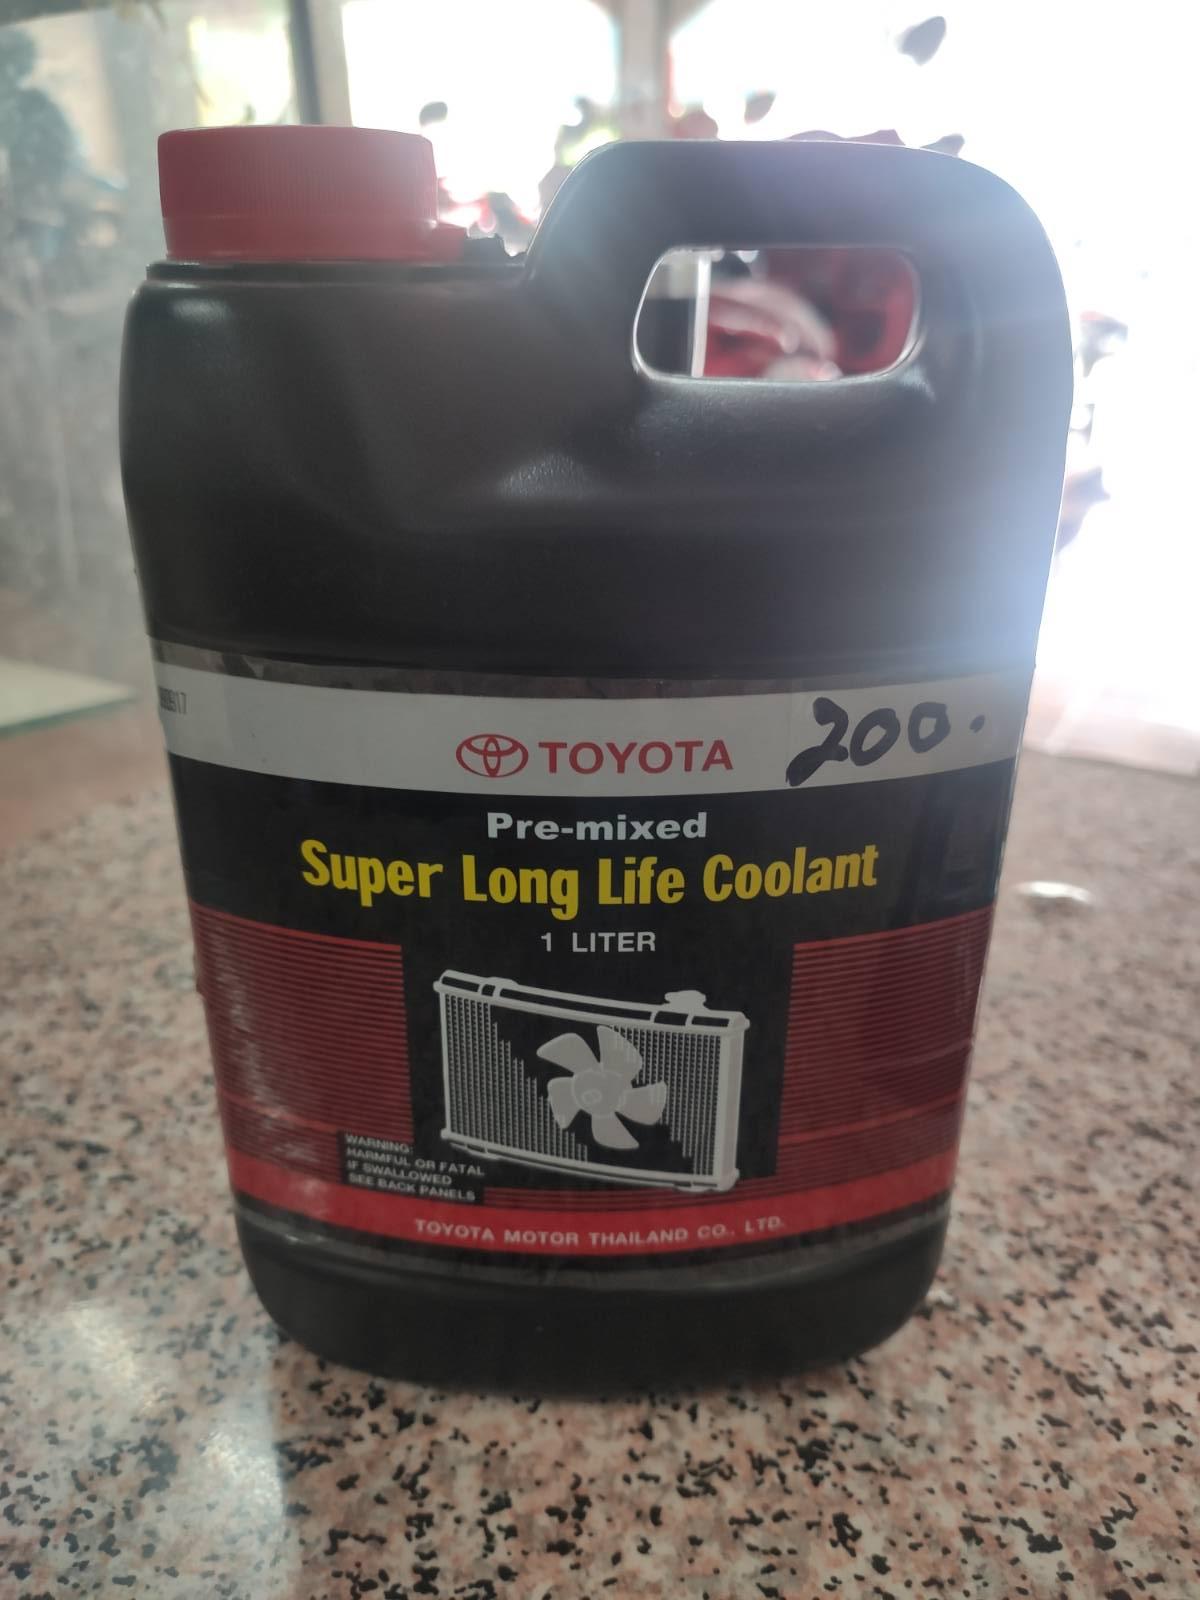 200.
TOYOTA
Pre-mixed
Super Long Life Coolant
1 LITER
WARNING:
HARMFUL OR FATAL
IF SWALLOWED
SEE BACK PANELS
TOYOTA MOTOR THAILAND CO., LTD.